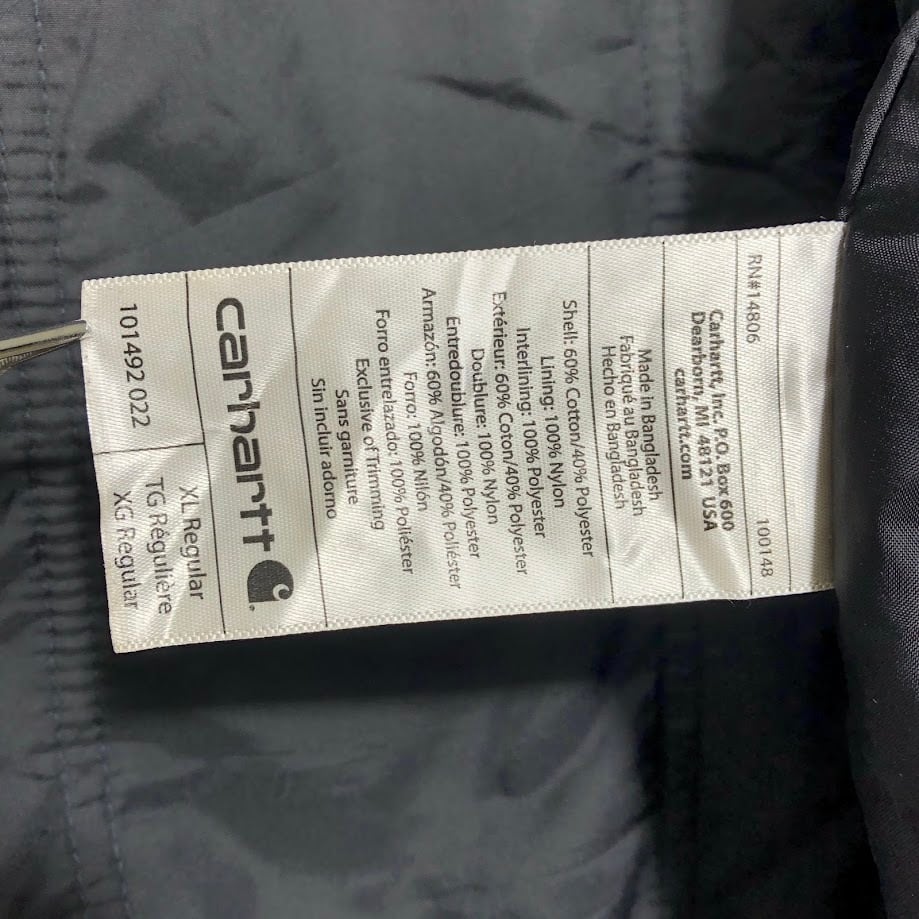 RN#14806
100148
Carhartt, Inc, P.O. Box 600
Dearborn, MI 48121 USA
carhartt.com
Made in Bangladesh
Fabriqué au Bangladesh
Hecho en Bangladesh
Shell: 60% Cotton/40% Polyester
Lining: 100% Nylon
Interlining: 100% Polyester
Extérieur: 60% Coton/40% Polyester
Doublure: 100% Nylon
Entredoublure: 100% Polyester
Armazón: 60% Algodón/40% Poliéster
Forro: 100% Nilón
Forro entrelazado: 100% Poliéster
Exclusive of Trimming
Sans garniture
Sin incluir adorno
carhartt
XL Regular
TG Régulière
XG Regular
101492 022